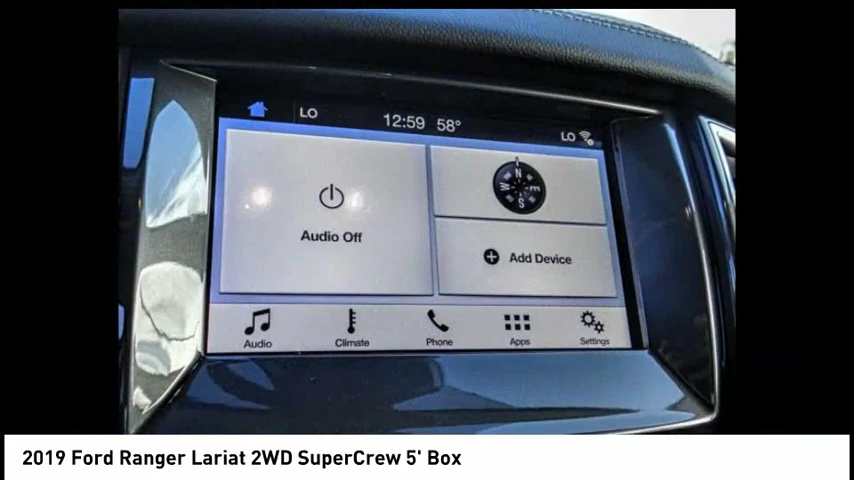 LO 12:59 58° LO
Audio Off
N
W E
S
Add Device
Audio Climate Phone Apps Settings
2019 Ford Ranger Lariat 2WD SuperCrew 5' Box